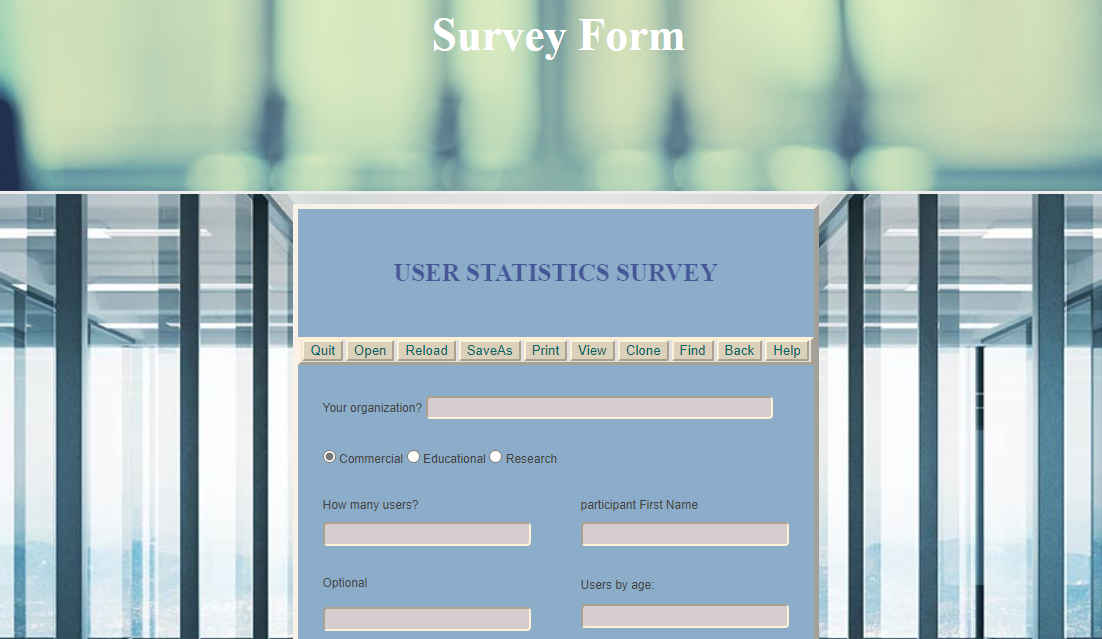 Survey Form
USER STATISTICS SURVEY
Quit Open Reload SaveAs Print View Clone Find Back Help
Your organization?
Commercial Educational Research
How many users? participant First Name
Optional Users by age: